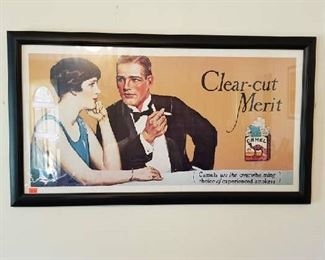 Clear-cut
Merit
CAMEL
Camels are the overwhelming
choice of experienced smokers